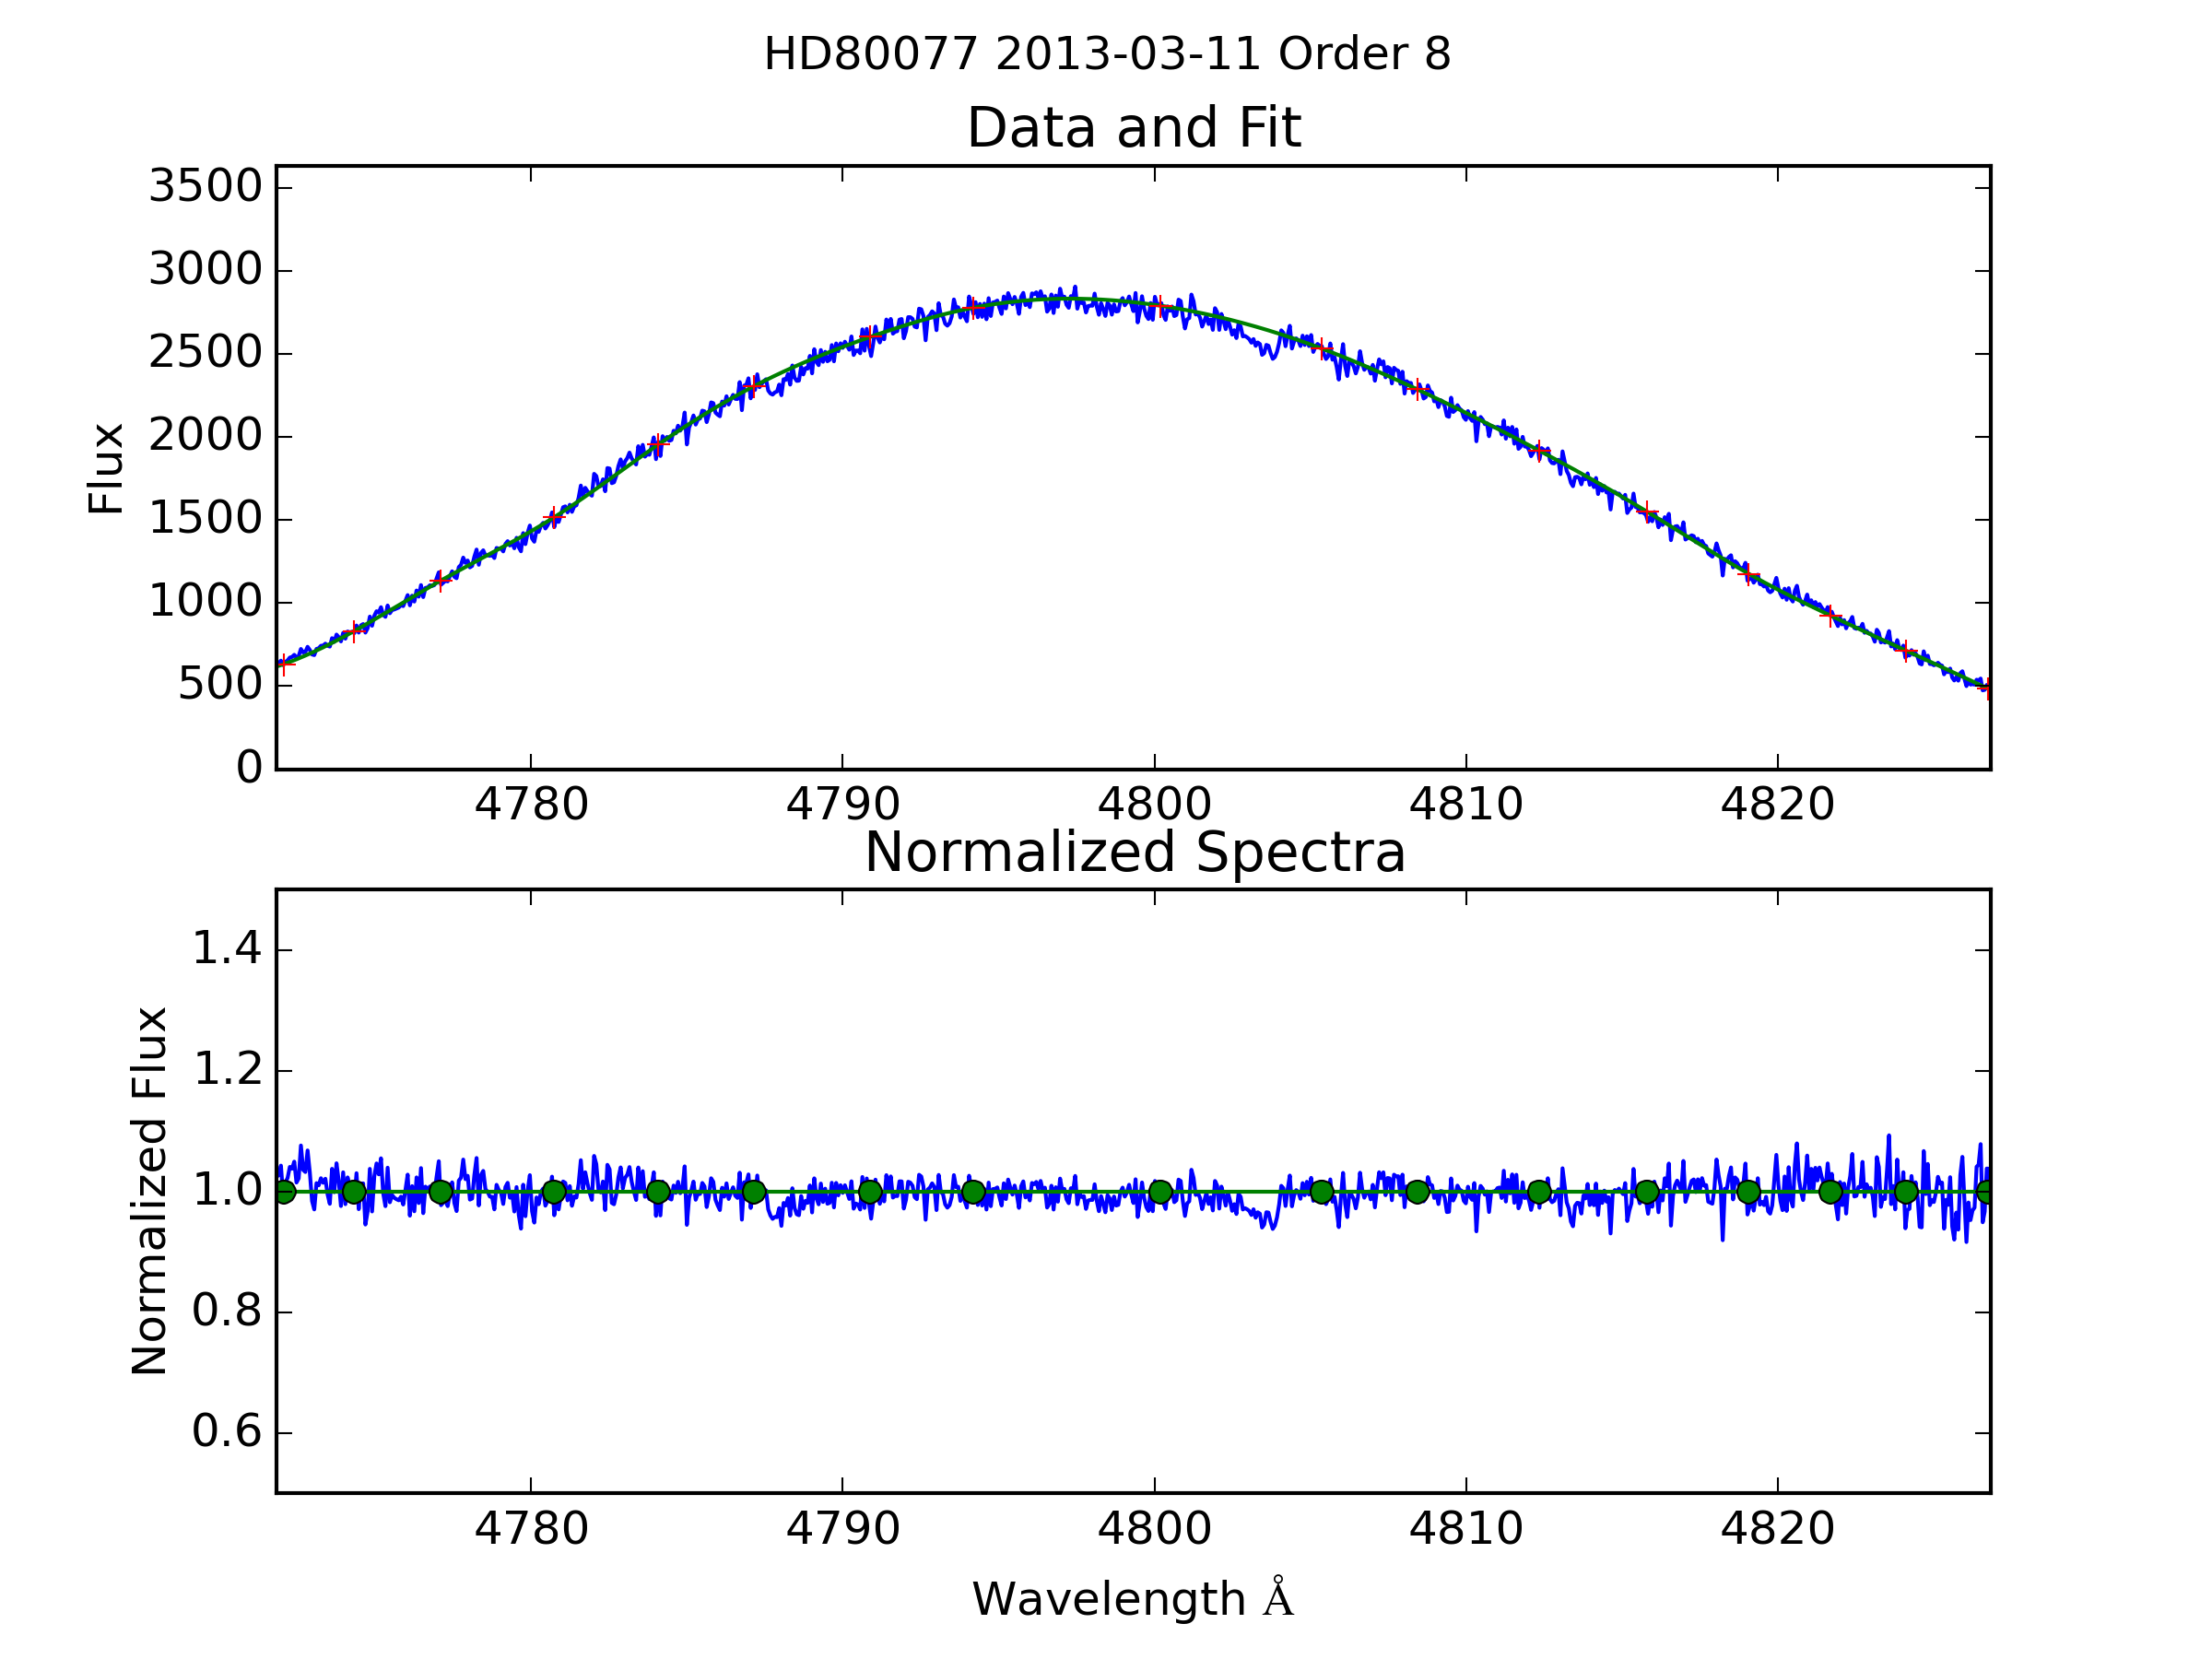 HD80077 2013-03-11 Order 8
Data and Fit
3500
3000
2500
2000
1500
1000
500
0
Flux
4780 4790 4800 4810 4820
Normalized Spectra
1.4
1.2
1.0
0.8
0.6
Normalized Flux
4780 4790 4800 4810 4820
Wavelength Å